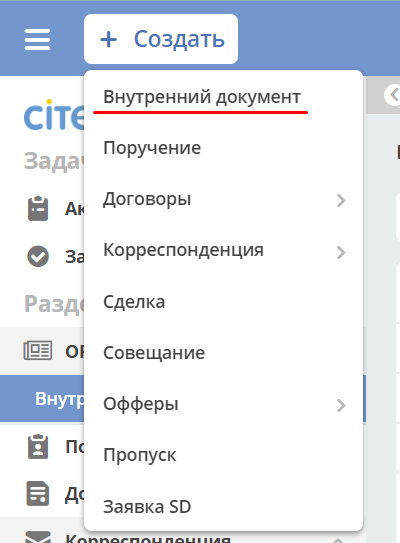 + Создать
Внутренний документ
cite
Задач
Поручение
Договоры
Ак
Корреспонденция
За
Разде
Сделка
Совещание
Внутр
Офферы
По
Пропуск
До
Заявка SD
Корреспонденция